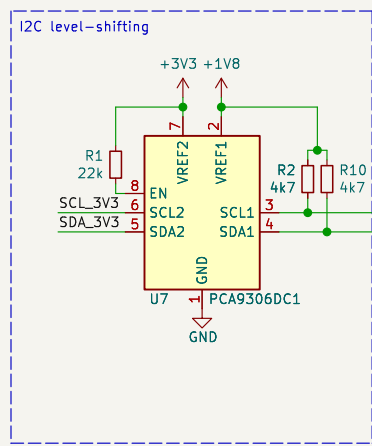 I2C level-shifting
+3V3 +1V8
7
2
VREF2
VREF1
R1
22k
R2
4k7
R10
4k7
8
EN
SCL_3V3
6
SCL2
SCL1
3
SDA_3V3
5
SDA2
SDA1
4
GND
1
U7
PCA9306DC1
GND